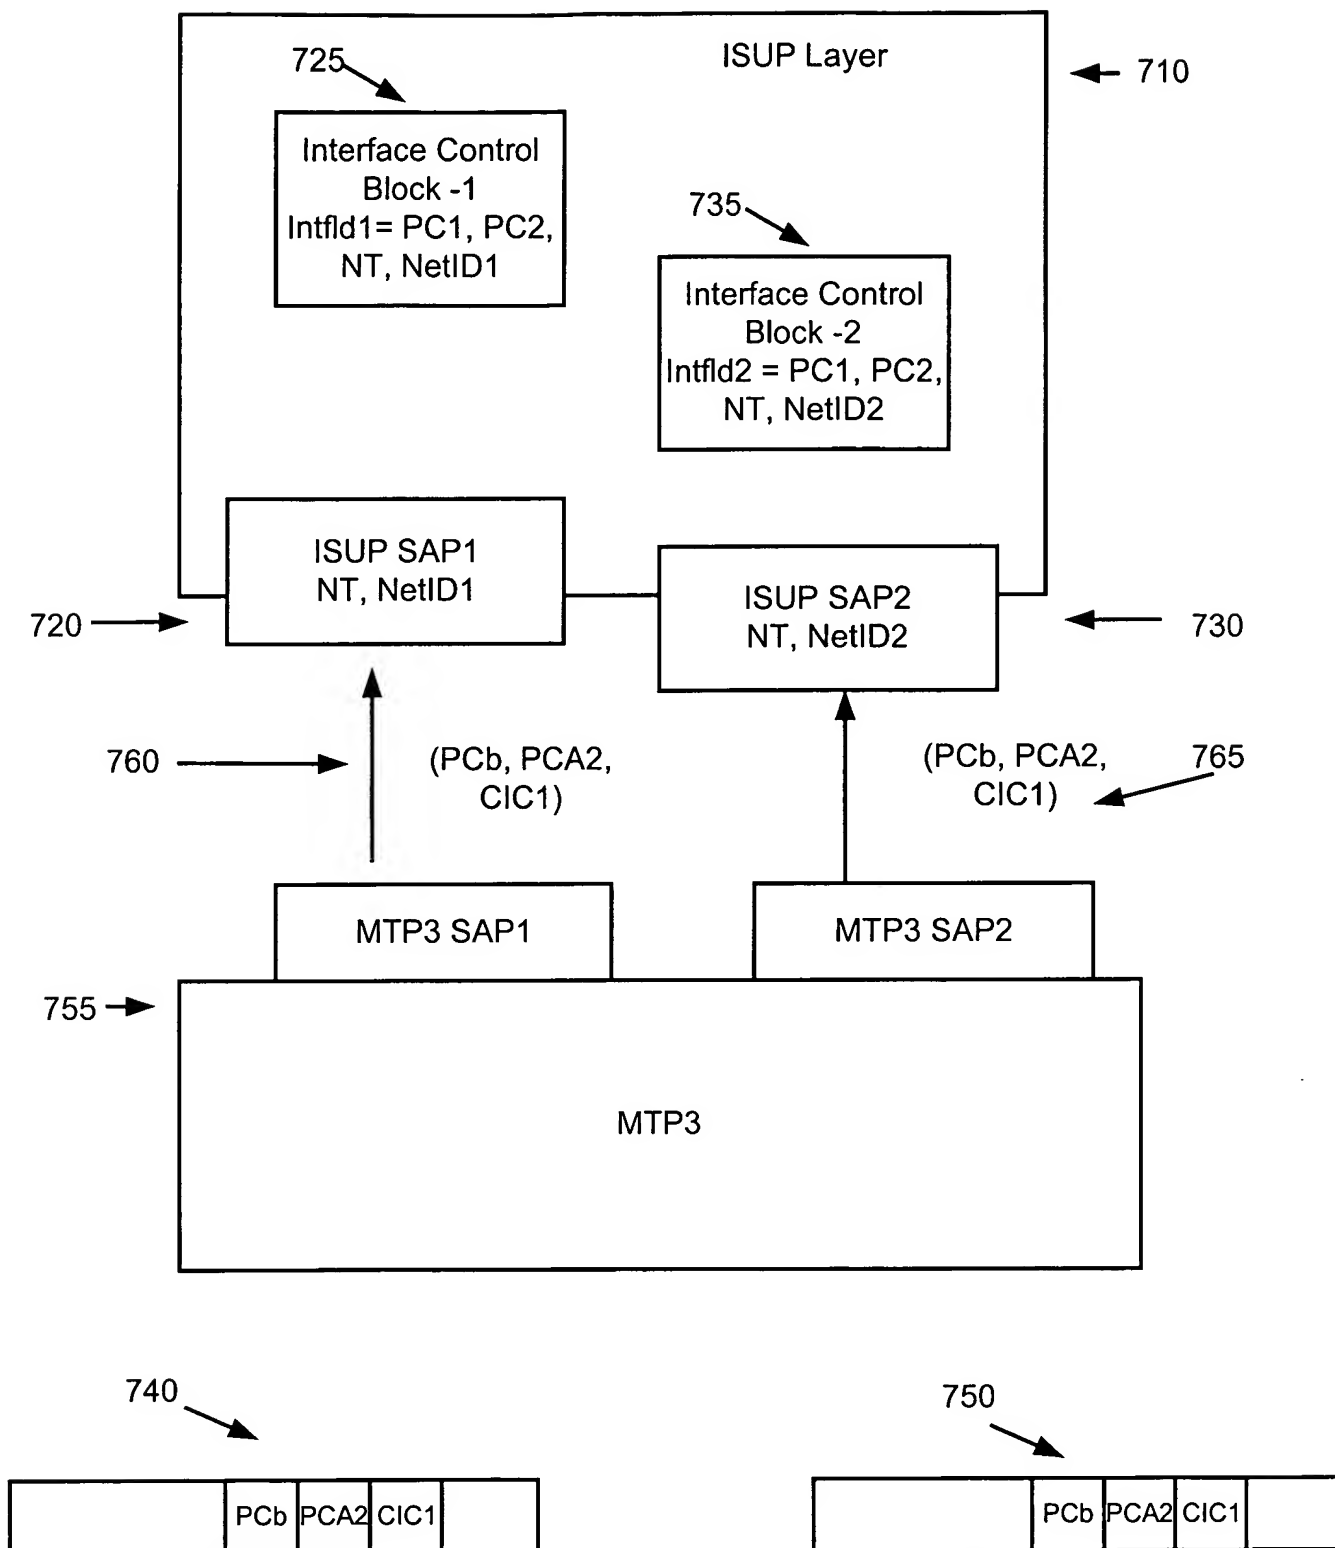 ISUP Layer
725
710
Interface Control
Block -1
IntfId1= PC1, PC2,
NT, NetID1
735
Interface Control
Block -2
IntfId2 = PC1, PC2,
NT, NetID2
ISUP SAP1
NT, NetID1
ISUP SAP2
NT, NetID2
720
730
760
(PCb, PCA2,
CIC1)
(PCb, PCA2,
CIC1)
765
MTP3 SAP1
MTP3 SAP2
755
MTP3
740
750
PCb PCA2 CIC1
PCb PCA2 CIC1